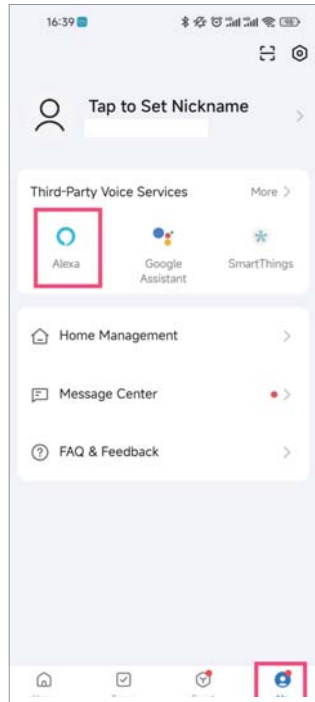 16:39
Tap to Set Nickname
Third-Party Voice Services More
Alexa
Google
Assistant
SmartThings
Home Management
Message Center
FAQ & Feedback